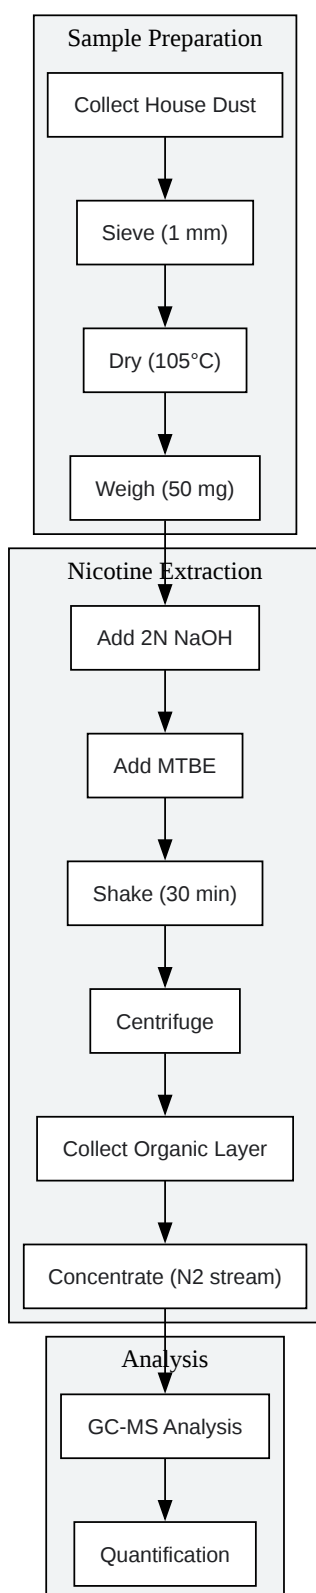 Sample Preparation
Collect House Dust
Sieve (1 mm)
Dry (105°C)
Weigh (50 mg)
Nicotine Extraction
Add 2N NaOH
Add MTBE
Shake (30 min)
Centrifuge
Collect Organic Layer
Concentrate (N2 stream)
Analysis
GC-MS Analysis
Quantification